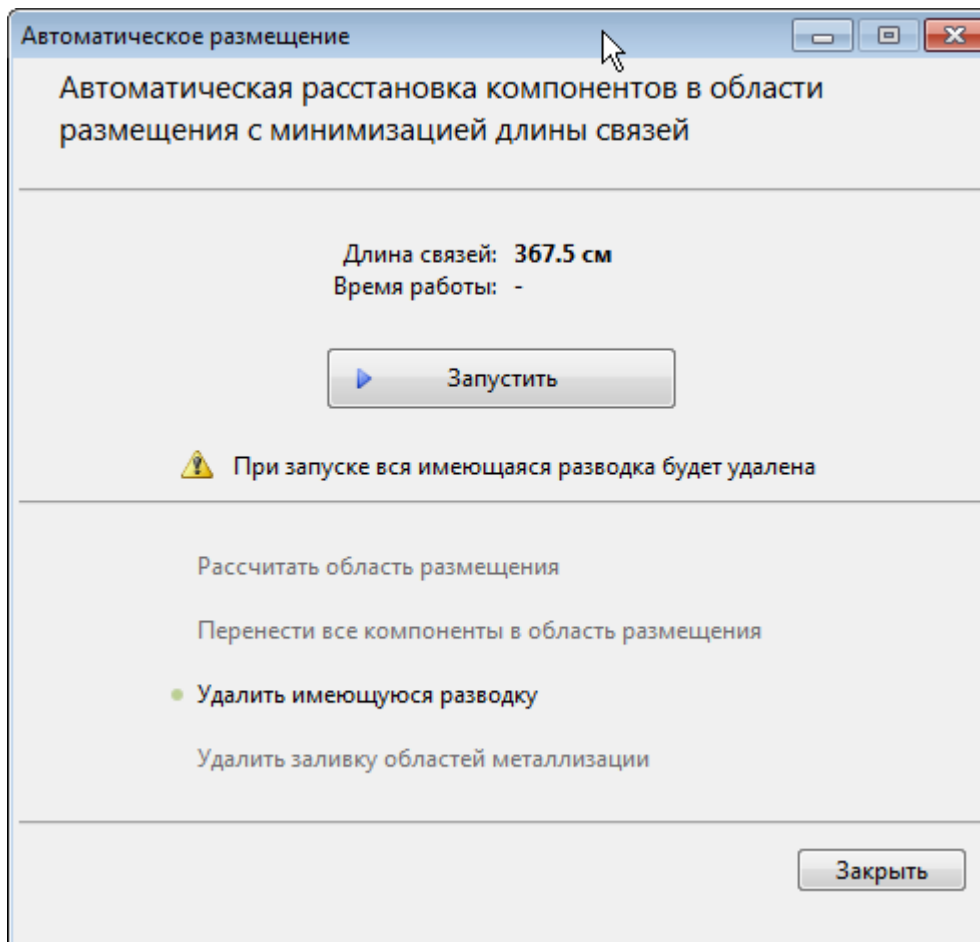 Автоматическое размещение
Автоматическая расстановка компонентов в области
размещения с минимизацией длины связей
Длина связей: 367.5 см
Время работы: -
Запустить
При запуске вся имеющаяся разводка будет удалена
Рассчитать область размещения
Перенести все компоненты в область размещения
Удалить имеющуюся разводку
Удалить заливку областей металлизации
Закрыть